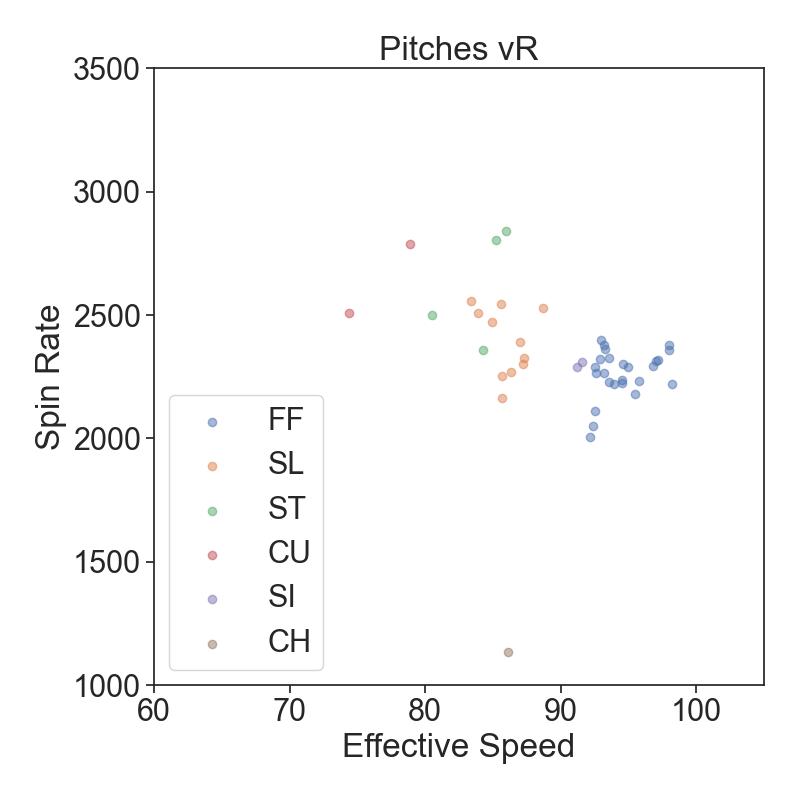 Pitches vR
3500
3000
2500
2000
1500
1000
Spin Rate
FF
SL
ST
CU
SI
CH
60 70 80 90 100
Effective Speed